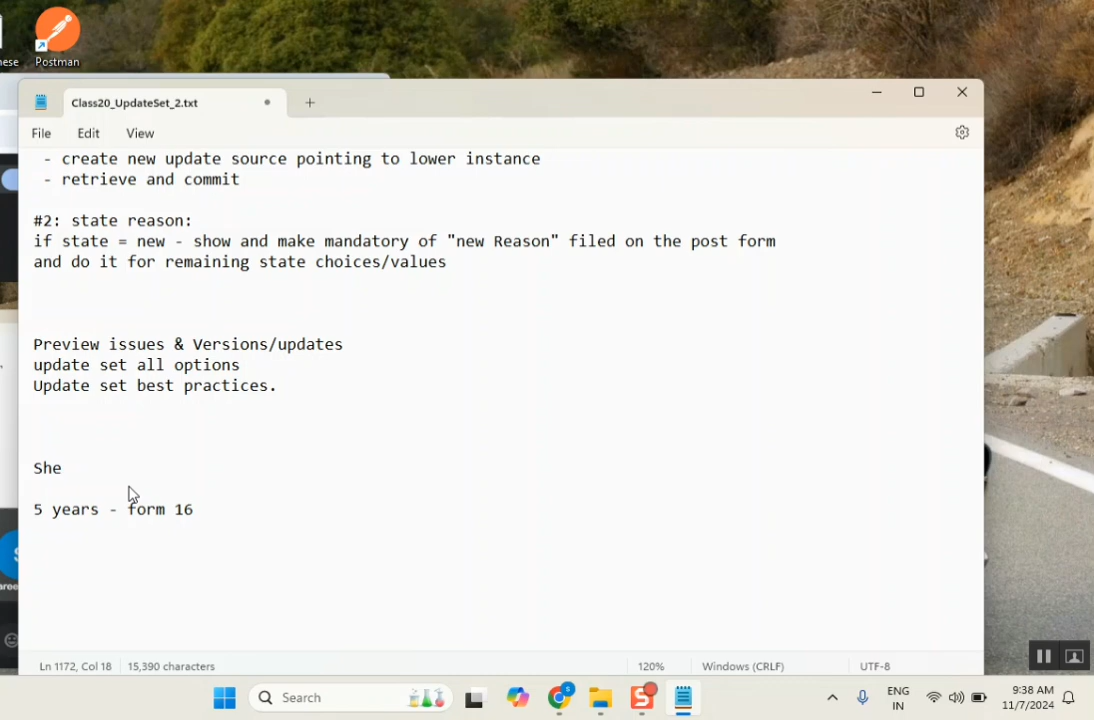 nese
Postman
Class20_UpdateSet_2.txt
File Edit View
- create new update source pointing to lower instance
- retrieve and commit
#2: state reason:
if state = new - show and make mandatory of "new Reason" filed on the post form
and do it for remaining state choices/values
Preview issues & Versions/updates
update set all options
Update set best practices.
She
5 years - form 16
Ln 1172, Col 18 15,390 characters 120% Windows (CRLF) UTF-8
Search
ENG
IN
9:38 AM
11/7/2024